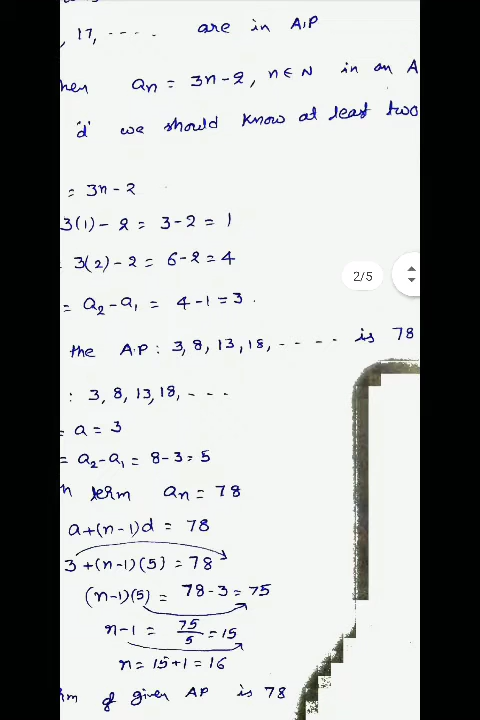 , 17, ---- are in A.P
hen an = 3n-2, n∈N in an A
'd' we should know at least two
= 3n-2
3(1)-2 = 3-2 = 1
3(2)-2 = 6-2 = 4
2/5
= a2-a1 = 4-1=3.
the A.P: 3, 8, 13, 18, ----- is 78
: 3, 8, 13, 18, ---
= a = 3
= a2-a1 = 8-3=5
term an = 78
a+(n-1)d = 78
3+(n-1)(5) = 78
(n-1)(5) = 78-3=75
n-1 = 75/5 = 15
n=15+1=16
rm of given AP is 78